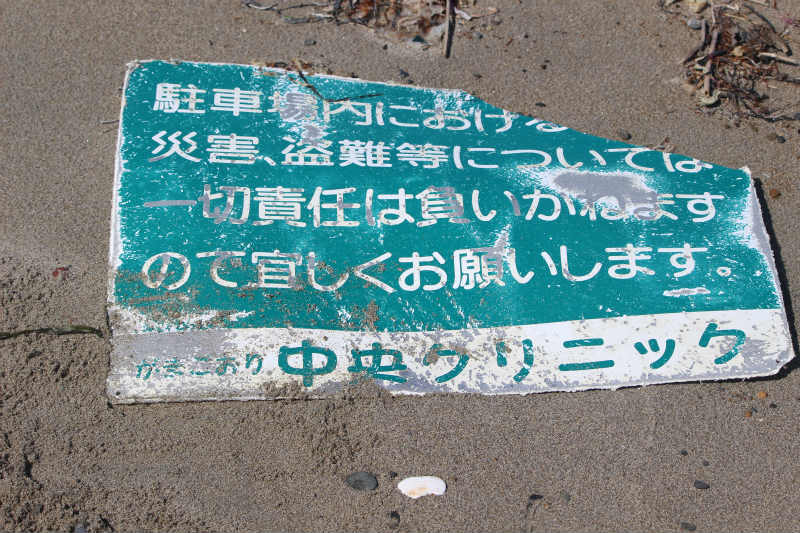 駐車場内における
災害、盗難等については
一切責任は負いかねます
ので宜しくお願いします。
がまごおり中央クリニック